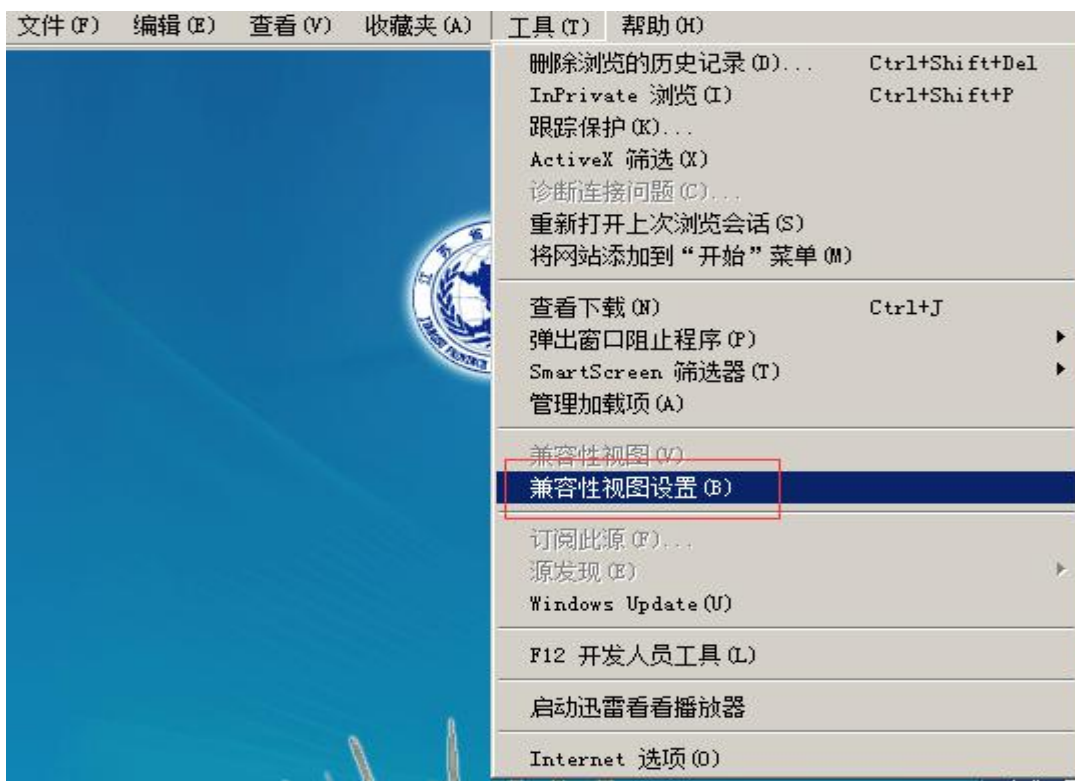 文件(F) 编辑(E) 查看(V) 收藏夹(A) 工具(T) 帮助(H)
删除浏览的历史记录(D)... Ctrl+Shift+Del
InPrivate 浏览(I) Ctrl+Shift+P
跟踪保护(K)...
ActiveX 筛选(X)
诊断连接问题(C)...
重新打开上次浏览会话(S)
将网站添加到“开始”菜单(M)
江苏省
JIANGSU PROVINCE
查看下载(N) Ctrl+J
弹出窗口阻止程序(P)
SmartScreen 筛选器(T)
管理加载项(A)
兼容性视图(V)
兼容性视图设置(B)
订阅此源(F)...
源发现(E)
Windows Update(U)
F12 开发人员工具(L)
启动迅雷看看播放器
Internet 选项(O)